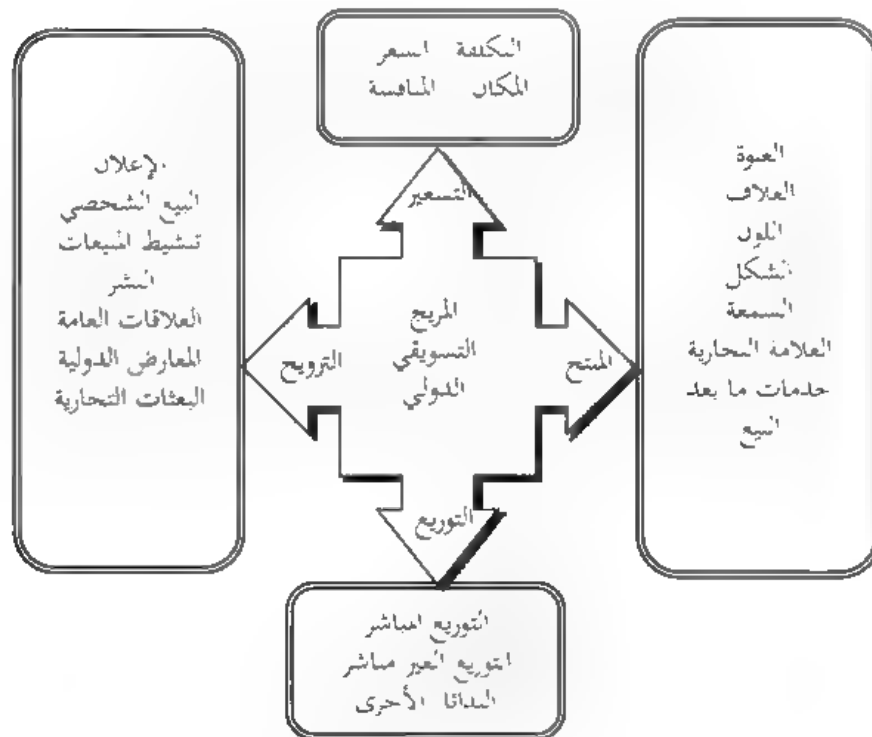 التكلفة السعر
المكان المنافسة
التسعير
العبوة
الغلاف
اللون
الشكل
السمعة
العلامة التجارية
خدمات ما بعد
البيع
المنتج
المزيج
التسويقي
الدولي
الترويج
الإعلان
البيع الشخصي
تنشيط المبيعات
النشر
العلاقات العامة
المعارض الدولية
البعثات التجارية
التوزيع
التوزيع المباشر
التوزيع الغير مباشر
البدائل الأخرى